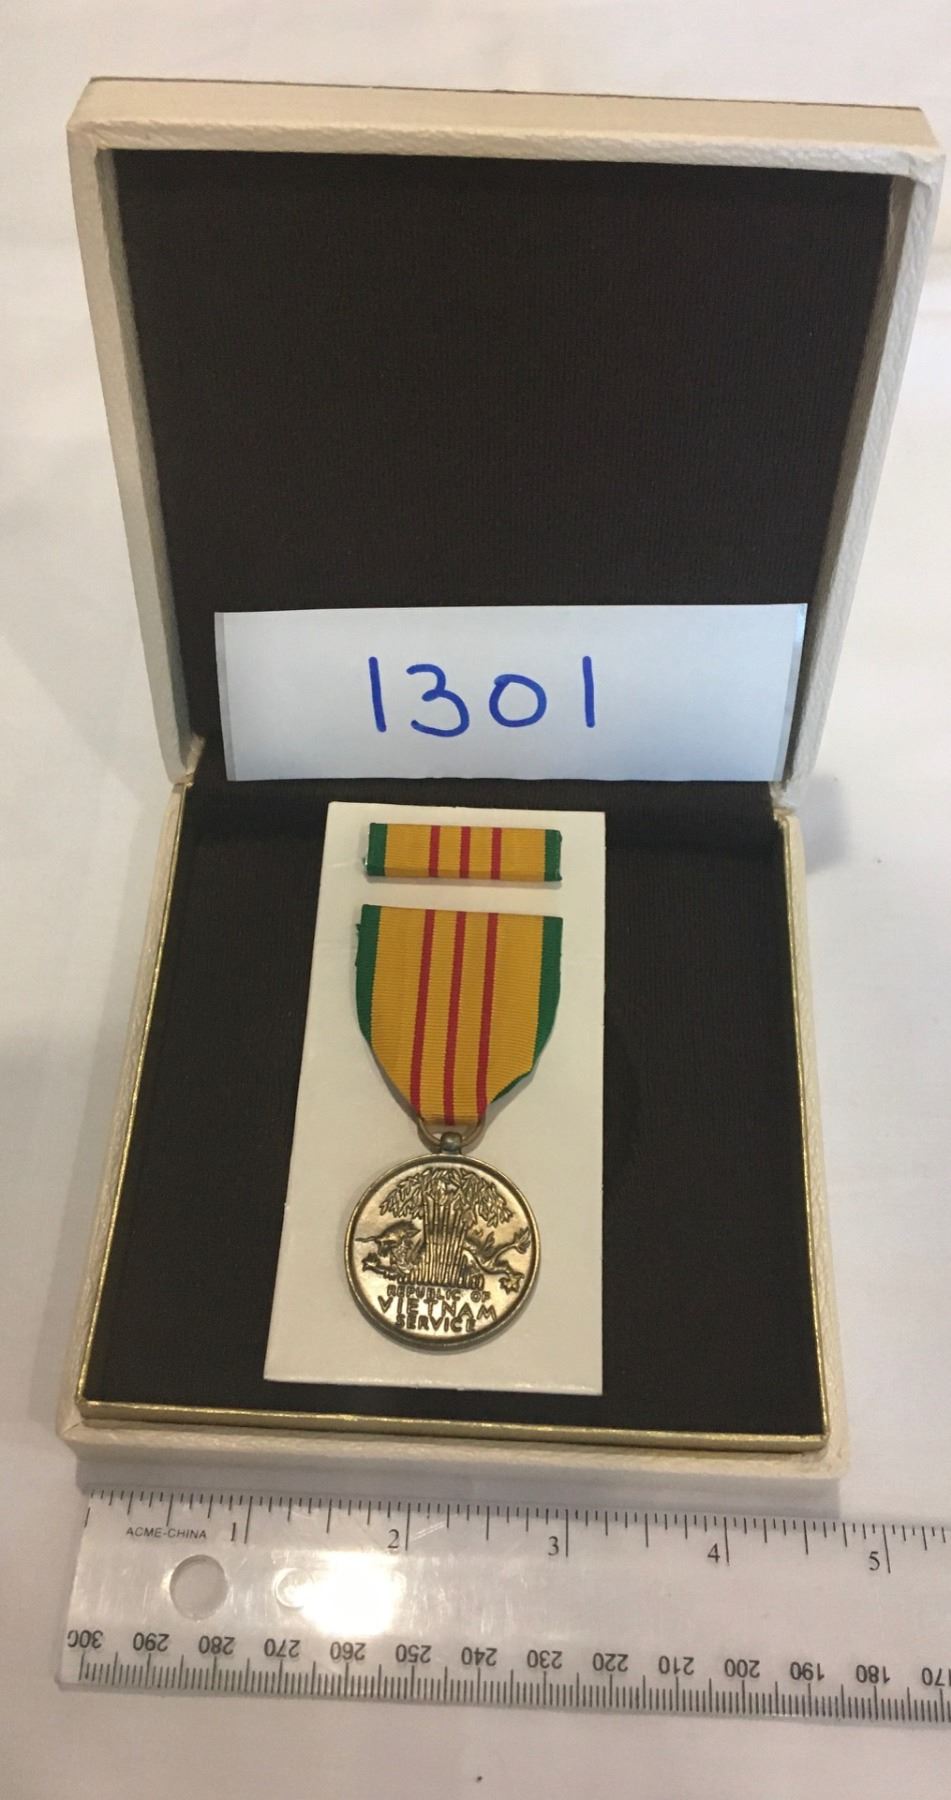 1301
REPUBLIC OF
VIETNAM
SERVICE
ACME-CHINA
1 2 3 4 5
300 290 280 270 260 250 240 230 220 210 200 190 180 170